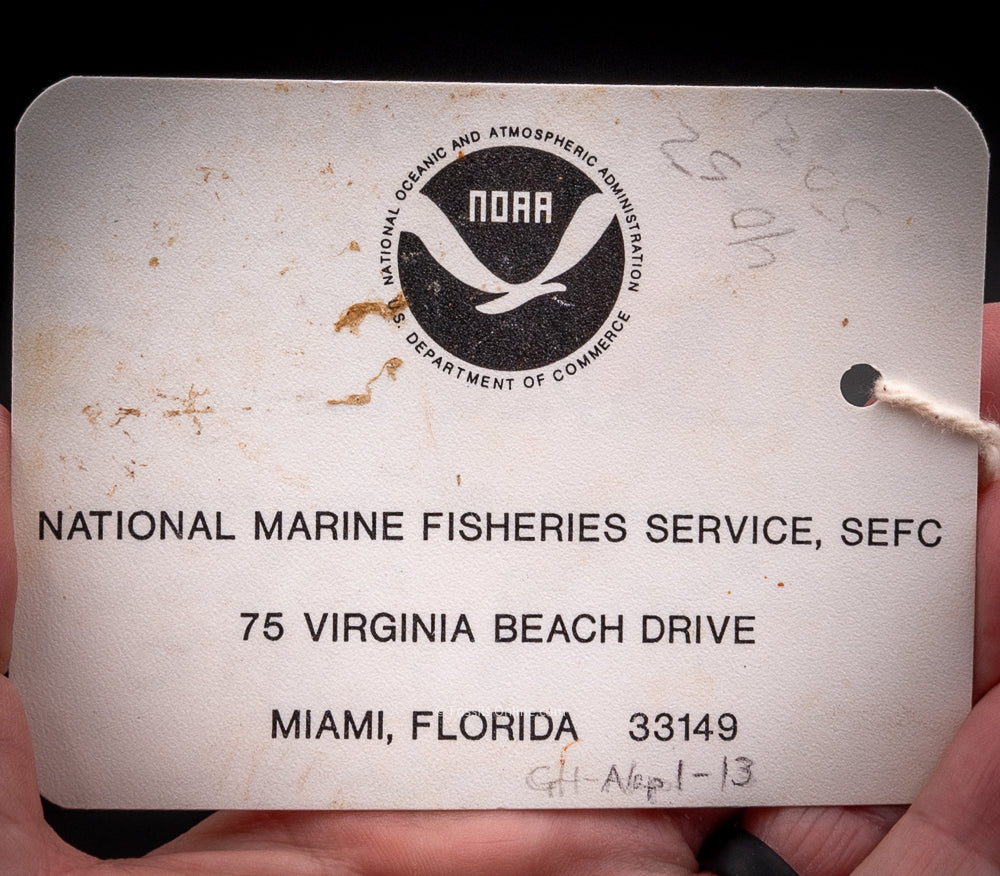 NATIONAL OCEANIC AND ATMOSPHERIC ADMINISTRATION
NOAA
U.S. DEPARTMENT OF COMMERCE
NATIONAL MARINE FISHERIES SERVICE, SEFC
75 VIRGINIA BEACH DRIVE
MIAMI, FLORIDA 33149